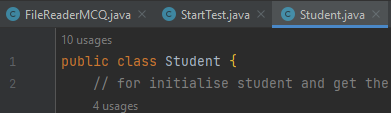 FileReaderMCQ.java StartTest.java Student.java
10 usages
1 public class Student {
2 // for initialise student and get the
4 usages